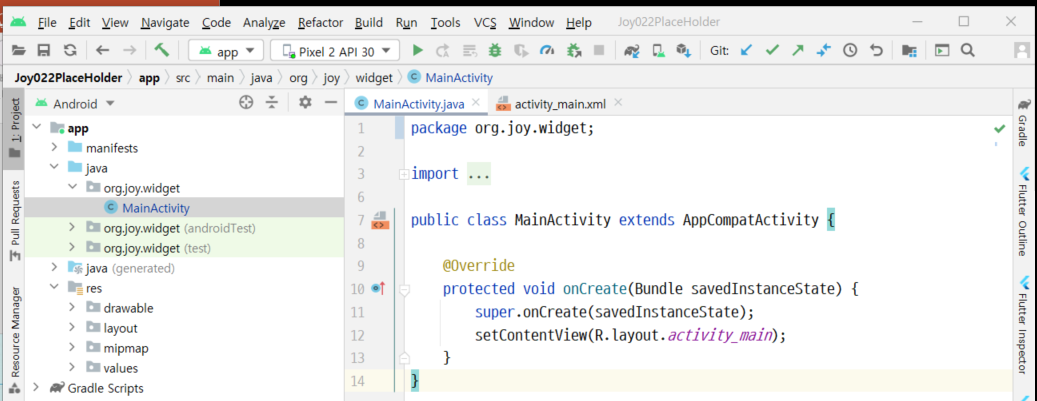 File Edit View Navigate Code Analyze Refactor Build Run Tools VCS Window Help Joy022PlaceHolder
app Pixel 2 API 30 Git:
Joy022PlaceHolder app src main java org joy widget MainActivity
Android
MainActivity.java activity_main.xml
1: Project
Pull Requests
Resource Manager
app
manifests
java
org.joy.widget
MainActivity
org.joy.widget (androidTest)
org.joy.widget (test)
java (generated)
res
drawable
layout
mipmap
values
Gradle Scripts
1 package org.joy.widget;
2
3 import ...
6
7 public class MainActivity extends AppCompatActivity {
8
9 @Override
10 protected void onCreate(Bundle savedInstanceState) {
11 super.onCreate(savedInstanceState);
12 setContentView(R.layout.activity_main);
13 }
14 }
Gradle
Flutter Outline
Flutter Inspector